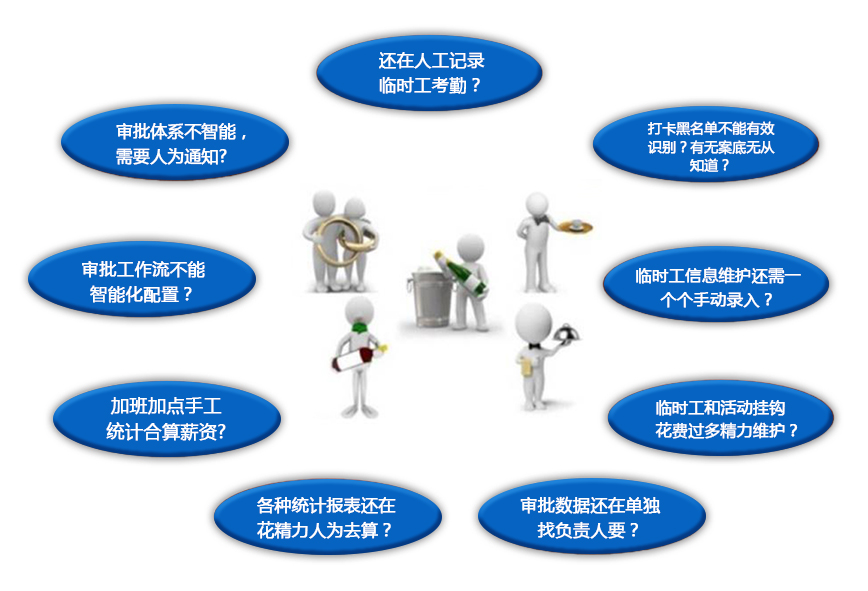 还在人工记录
临时工考勤？
审批体系不智能，
需要人为通知?
打卡黑名单不能有效
识别？有无案底无从
知道？
审批工作流不能
智能化配置？
临时工信息维护还需一
个个手动录入？
加班加点手工
统计合算薪资?
临时工和活动挂钩
花费过多精力维护？
各种统计报表还在
花精力人为去算？
审批数据还在单独
找负责人要？